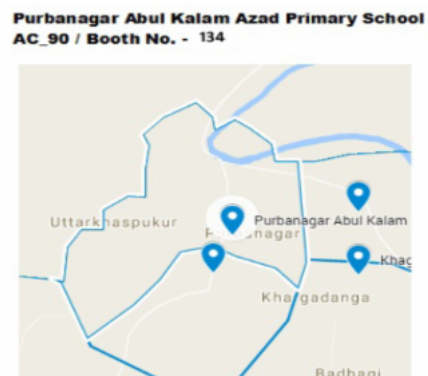 Purbanagar Abul Kalam Azad Primary School
AC_90 / Booth No. - 134
Uttarkhaspukur
Purbanagar Abul Kalam
Khargadanga
Badhagi